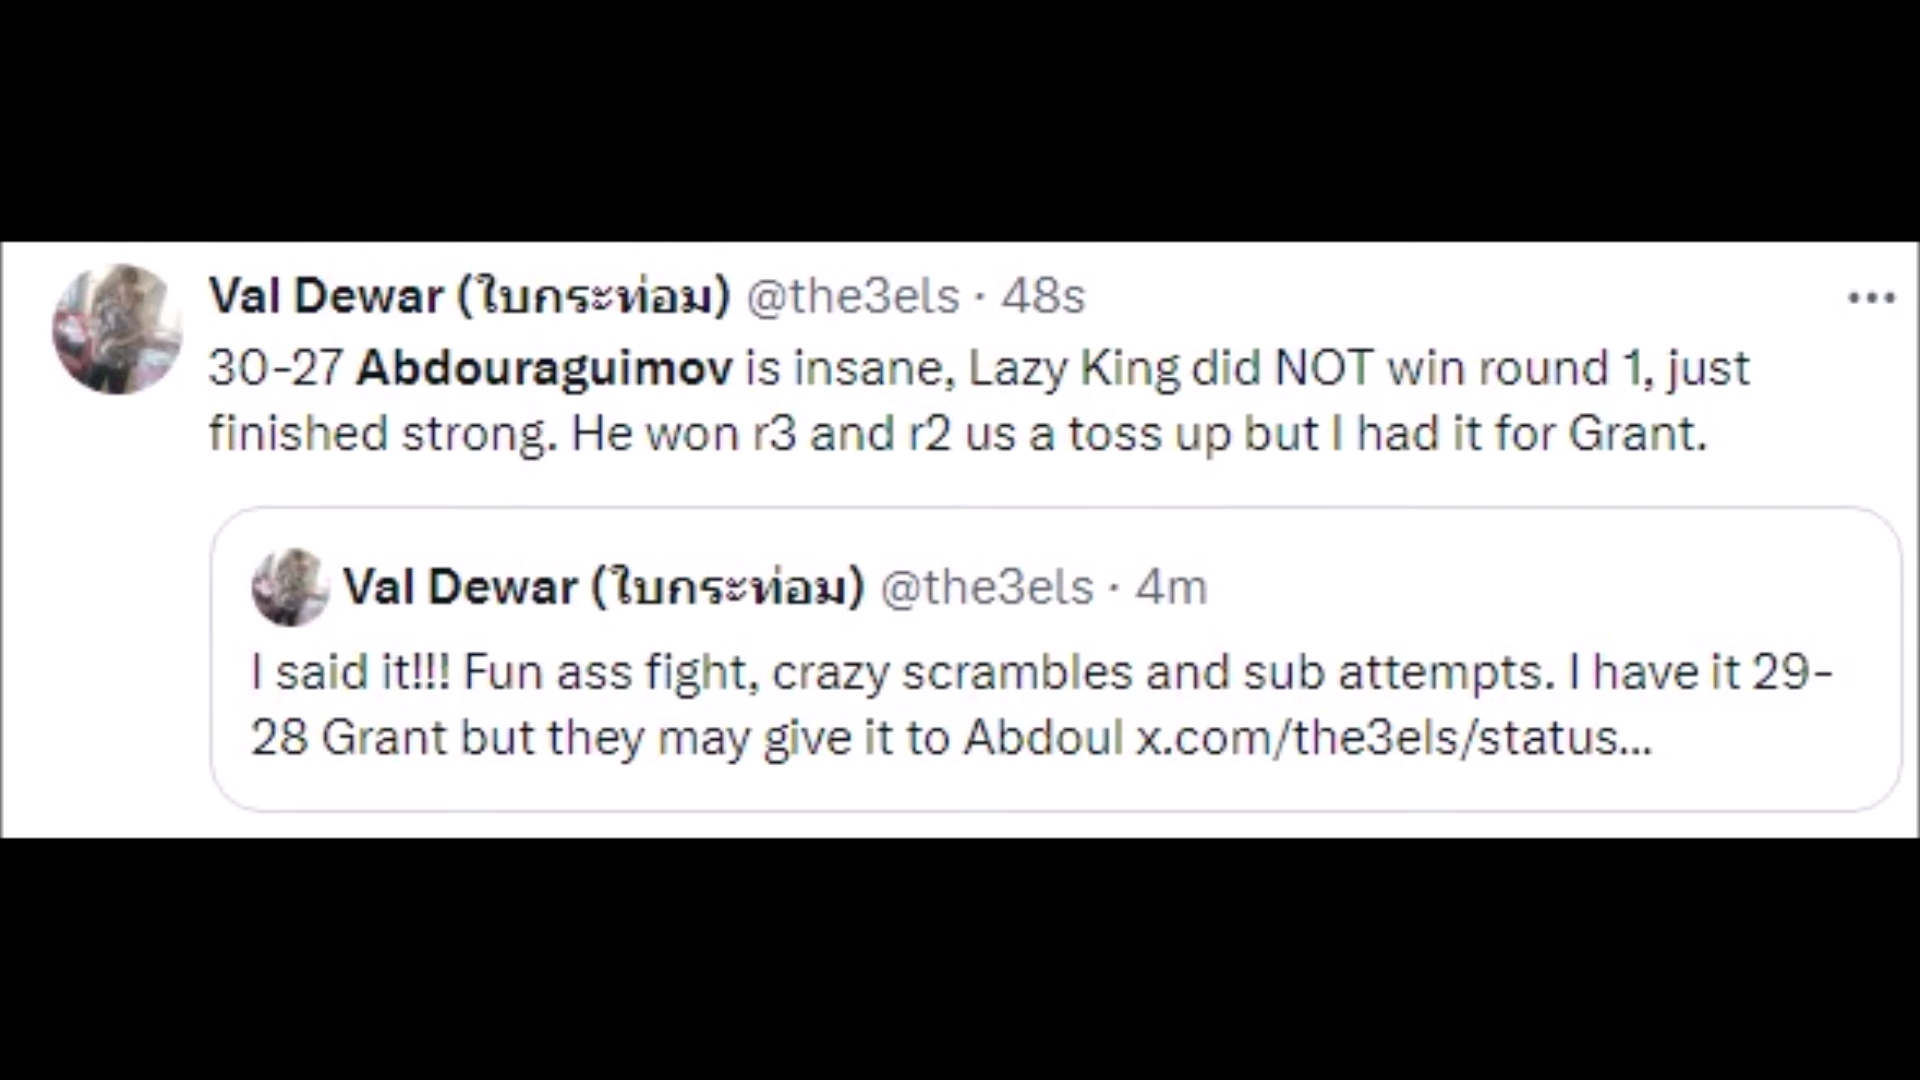 Val Dewar (ใบกระท่อม) @the3els · 48s
30-27 Abdouraguimov is insane, Lazy King did NOT win round 1, just
finished strong. He won r3 and r2 us a toss up but I had it for Grant.
Val Dewar (ใบกระท่อม) @the3els · 4m
I said it!!! Fun ass fight, crazy scrambles and sub attempts. I have it 29-
28 Grant but they may give it to Abdoul x.com/the3els/status...